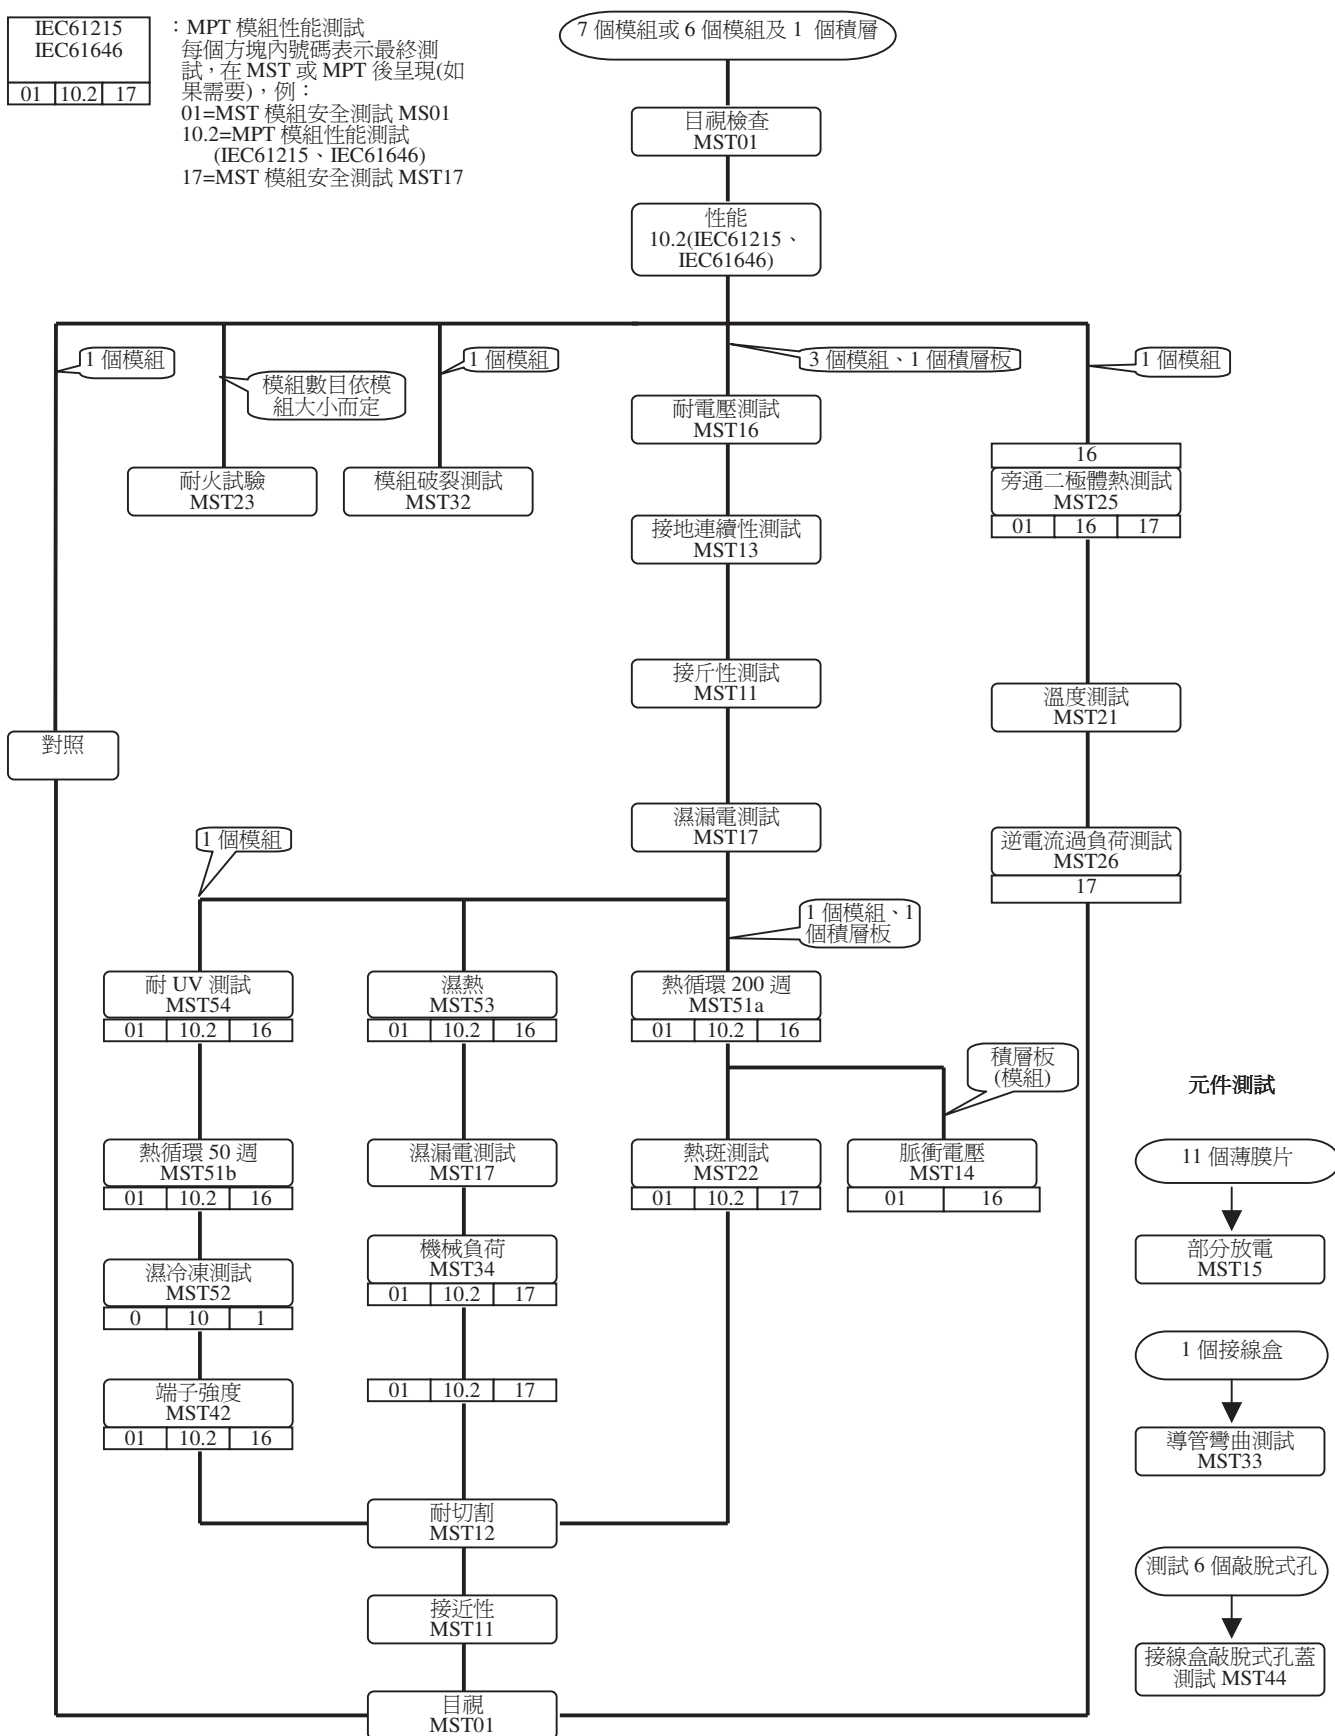 IEC61215
IEC61646
01 10.2 17
：MPT 模組性能測試
每個方塊內號碼表示最終測
試，在 MST 或 MPT 後呈現(如
果需要)，例：
01=MST 模組安全測試 MS01
10.2=MPT 模組性能測試
(IEC61215、IEC61646)
17=MST 模組安全測試 MST17
7 個模組或 6 個模組及 1 個積層
目視檢查
MST01
性能
10.2(IEC61215、
IEC61646)
1 個模組
模組數目依模
組大小而定
1 個模組
3 個模組、1 個積層板
1 個模組
耐火試驗
MST23
模組破裂測試
MST32
耐電壓測試
MST16
16
旁通二極體熱測試
MST25
01 16 17
接地連續性測試
MST13
接斤性測試
MST11
溫度測試
MST21
對照
濕漏電測試
MST17
逆電流過負荷測試
MST26
17
1 個模組
1 個模組、1
個積層板
耐 UV 測試
MST54
01 10.2 16
濕熱
MST53
01 10.2 16
熱循環 200 週
MST51a
01 10.2 16
積層板
(模組)
熱循環 50 週
MST51b
01 10.2 16
濕漏電測試
MST17
熱斑測試
MST22
01 10.2 17
脈衝電壓
MST14
01 16
濕冷凍測試
MST52
0 10 1
機械負荷
MST34
01 10.2 17
端子強度
MST42
01 10.2 16
01 10.2 17
耐切割
MST12
接近性
MST11
目視
MST01
元件測試
11 個薄膜片
部分放電
MST15
1 個接線盒
導管彎曲測試
MST33
測試 6 個敲脫式孔
接線盒敲脫式孔蓋
測試 MST44